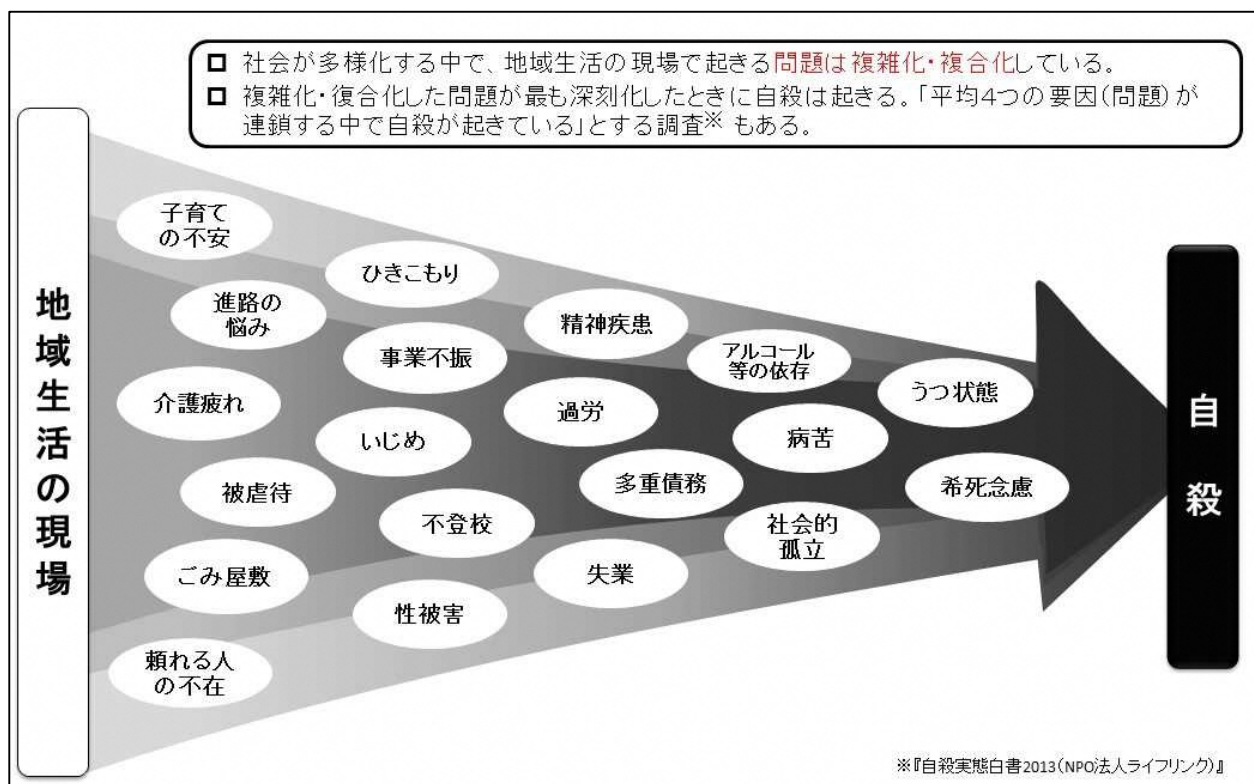 □ 社会が多様化する中で、地域生活の現場で起きる問題は複雑化・複合化している。
□ 複雑化・復合化した問題が最も深刻化したときに自殺は起きる。「平均4つの要因(問題)が
連鎖する中で自殺が起きている」とする調査※ もある。
地域生活の現場
子育て
の不安
進路の
悩み
介護疲れ
被虐待
ごみ屋敷
頼れる人
の不在
ひきこもり
事業不振
いじめ
不登校
性被害
精神疾患
過労
多重債務
失業
アルコール
等の依存
病苦
社会的
孤立
うつ状態
希死念慮
自殺
※『自殺実態白書2013(NPO法人ライフリンク)』